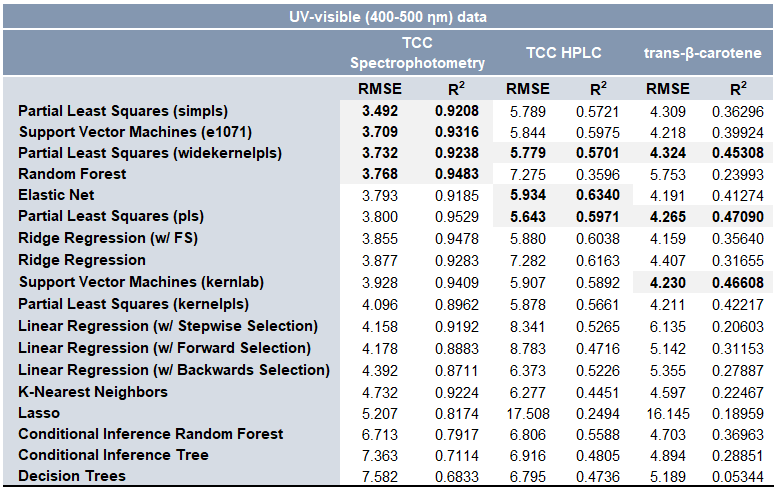 UV-visible (400-500 ηm) data
TCC Spectrophotometry TCC HPLC trans-β-carotene
RMSE R² RMSE R² RMSE R²
Partial Least Squares (simpls) 3.492 0.9208 5.789 0.5721 4.309 0.36296
Support Vector Machines (e1071) 3.709 0.9316 5.844 0.5975 4.218 0.39924
Partial Least Squares (widekernelpls) 3.732 0.9238 5.779 0.5701 4.324 0.45308
Random Forest 3.768 0.9483 7.275 0.3596 5.753 0.23993
Elastic Net 3.793 0.9185 5.934 0.6340 4.191 0.41274
Partial Least Squares (pls) 3.800 0.9529 5.643 0.5971 4.265 0.47090
Ridge Regression (w/ FS) 3.855 0.9478 5.880 0.6038 4.159 0.35640
Ridge Regression 3.877 0.9283 7.282 0.6163 4.407 0.31655
Support Vector Machines (kernlab) 3.928 0.9409 5.907 0.5892 4.230 0.46608
Partial Least Squares (kernelpls) 4.096 0.8962 5.878 0.5661 4.211 0.42217
Linear Regression (w/ Stepwise Selection) 4.158 0.9192 8.341 0.5265 6.135 0.20603
Linear Regression (w/ Forward Selection) 4.178 0.8883 8.783 0.4716 5.142 0.31153
Linear Regression (w/ Backwards Selection) 4.392 0.8711 6.373 0.5226 5.355 0.27887
K-Nearest Neighbors 4.732 0.9224 6.277 0.4451 4.597 0.22467
Lasso 5.207 0.8174 17.508 0.2494 16.145 0.18959
Conditional Inference Random Forest 6.713 0.7917 6.806 0.5588 4.703 0.36963
Conditional Inference Tree 7.363 0.7114 6.916 0.4805 4.894 0.28851
Decision Trees 7.582 0.6833 6.795 0.4736 5.189 0.05344